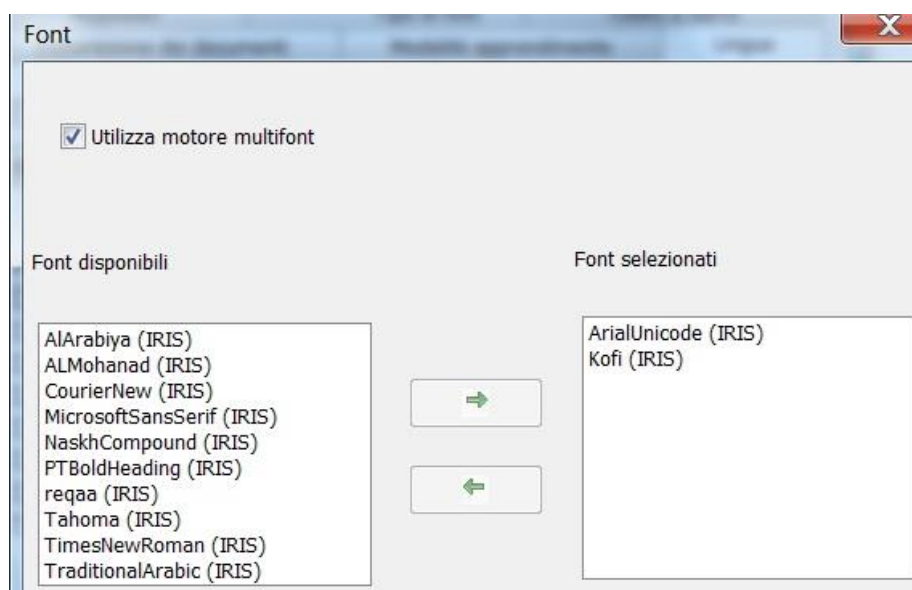 Font
Utilizza motore multifont
Font disponibili
AlArabiya (IRIS)
ALMohanad (IRIS)
CourierNew (IRIS)
MicrosoftSansSerif (IRIS)
NaskhCompound (IRIS)
PTBoldHeading (IRIS)
reqaa (IRIS)
Tahoma (IRIS)
TimesNewRoman (IRIS)
TraditionalArabic (IRIS)
Font selezionati
ArialUnicode (IRIS)
Kofi (IRIS)